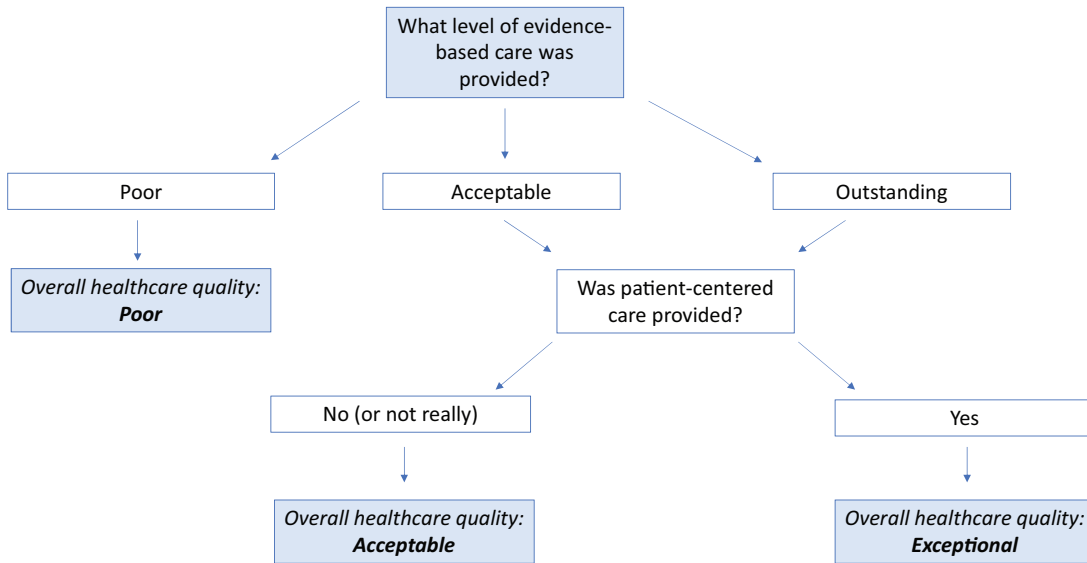 What level of evidence-
based care was
provided?
Poor
Acceptable
Outstanding
Overall healthcare quality:
Poor
Was patient-centered
care provided?
No (or not really)
Yes
Overall healthcare quality:
Acceptable
Overall healthcare quality:
Exceptional